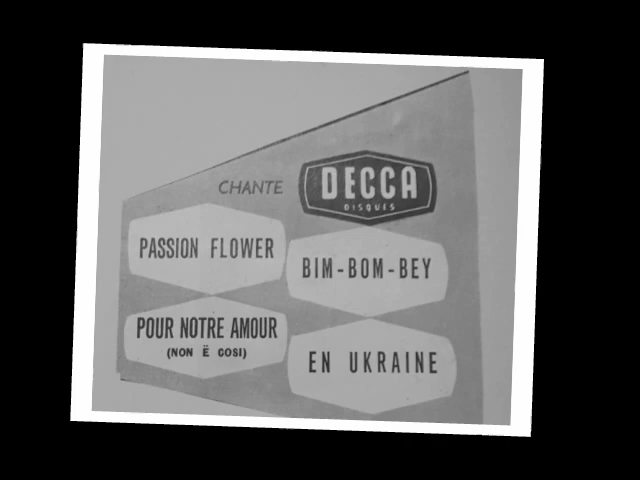 CHANTE
DECCA
DISQUES
PASSION FLOWER
BIM-BOM-BEY
POUR NOTRE AMOUR
(NON Ë COSI)
EN UKRAINE